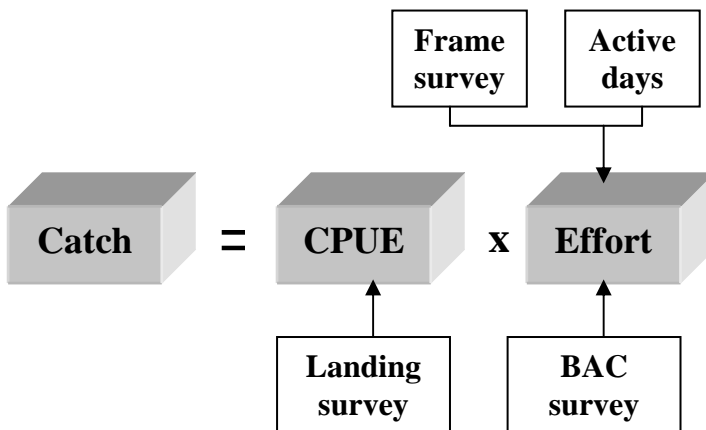 Frame
survey
Active
days
Catch = CPUE x Effort
Landing
survey
BAC
survey